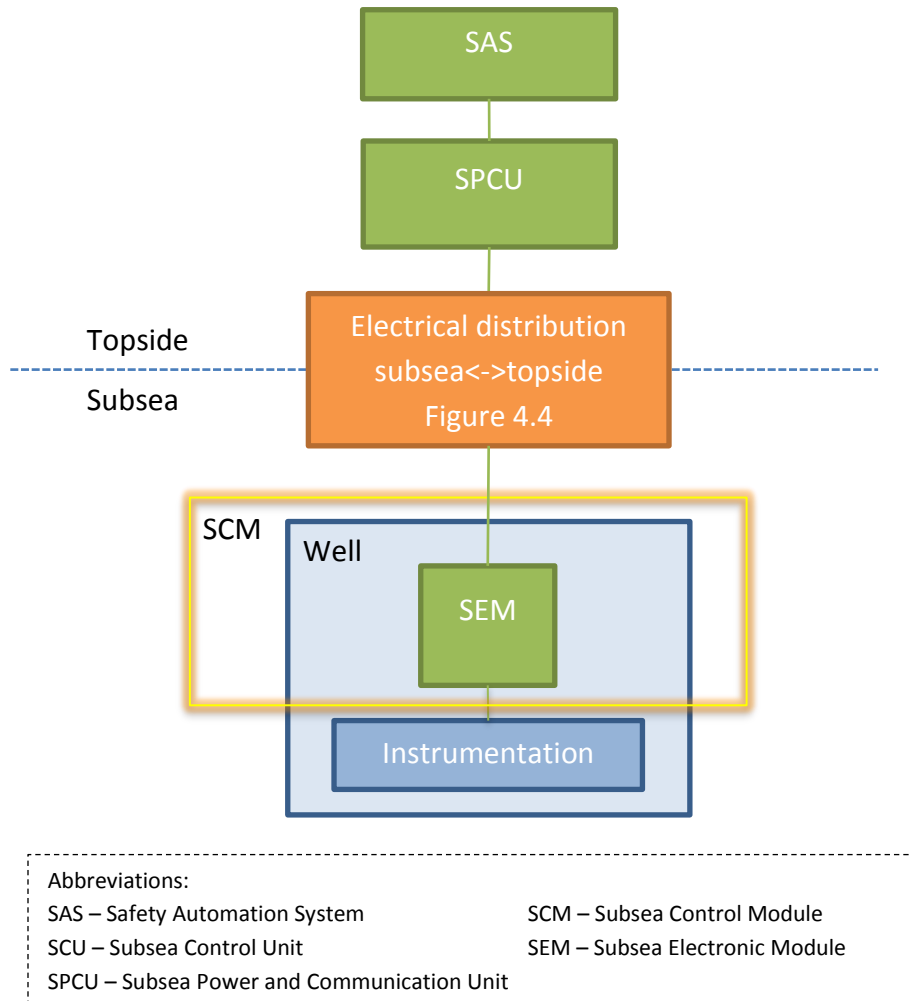 SAS
SPCU
Electrical distribution
subsea<->topside
Figure 4.4
Topside
Subsea
SCM
Well
SEM
Instrumentation
Abbreviations:
SAS – Safety Automation System
SCM – Subsea Control Module
SCU – Subsea Control Unit
SEM – Subsea Electronic Module
SPCU – Subsea Power and Communication Unit